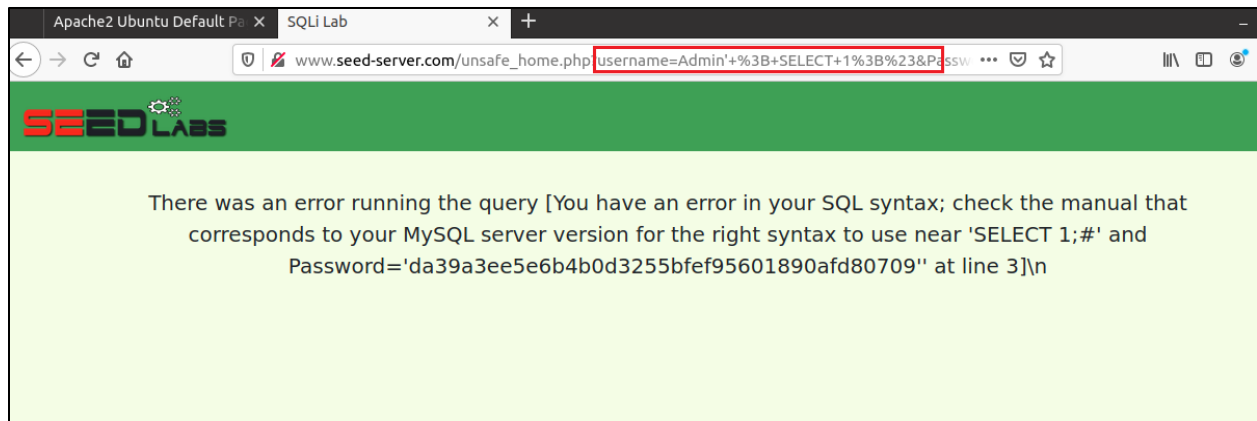 Apache2 Ubuntu Default Pa
SQLi Lab
www.seed-server.com/unsafe_home.php?username=Admin'+%3B+SELECT+1%3B%23&Passw
SEEDLABS
There was an error running the query [You have an error in your SQL syntax; check the manual that
corresponds to your MySQL server version for the right syntax to use near 'SELECT 1;#' and
Password='da39a3ee5e6b4b0d3255bfef95601890afd80709'' at line 3]\n